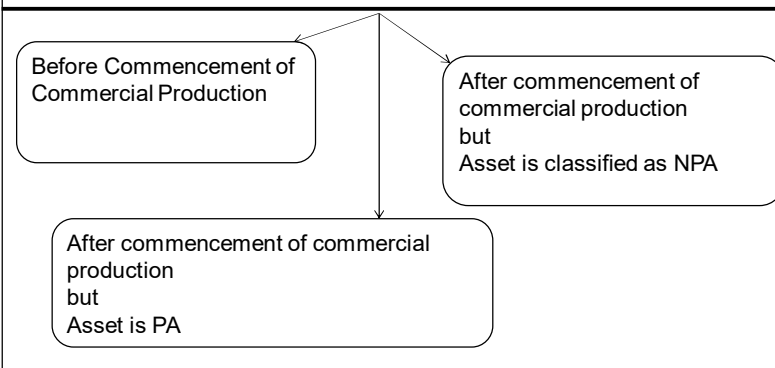 Before Commencement of
Commercial Production
After commencement of
commercial production
but
Asset is classified as NPA
After commencement of commercial
production
but
Asset is PA